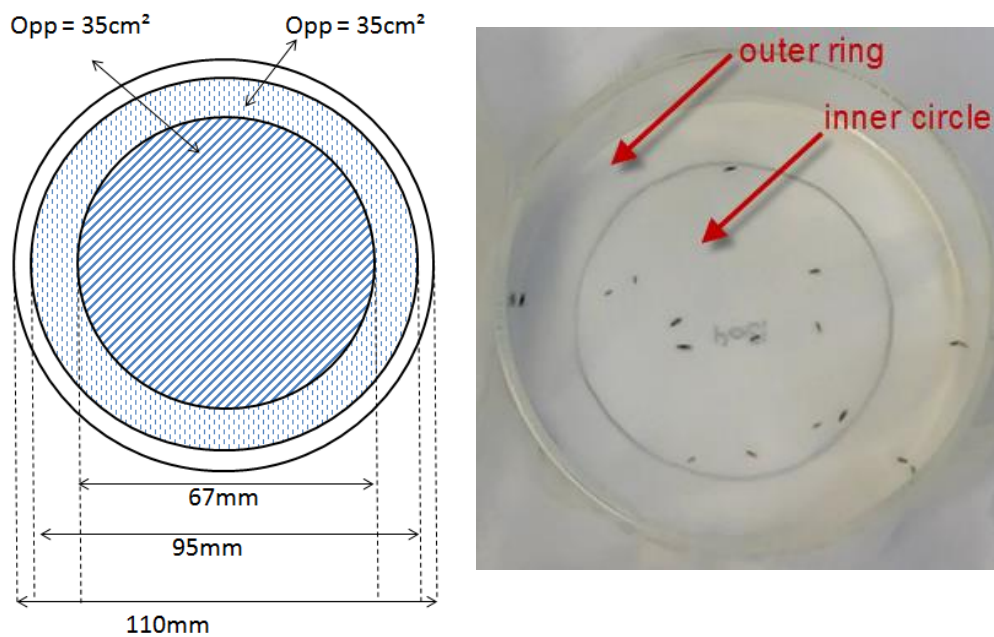 Opp = 35cm²
Opp = 35cm²
67mm
95mm
110mm
outer ring
inner circle